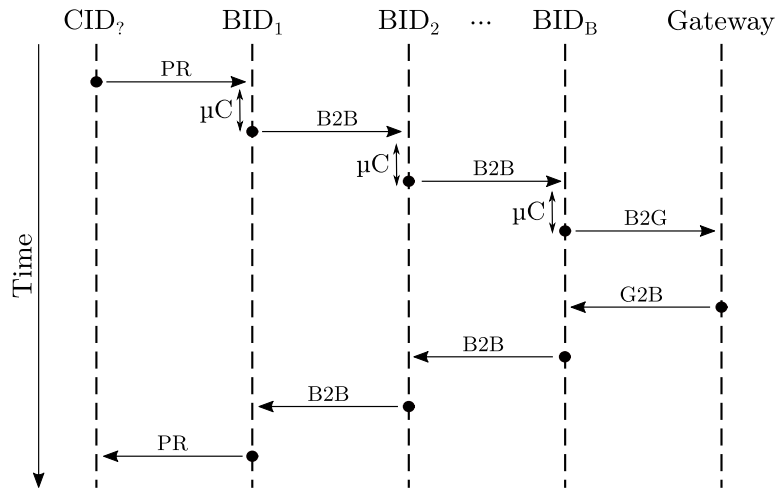 CID? BID1 BID2 ... BIDB Gateway
PR
µC
B2B
µC
B2B
µC
B2G
Time
G2B
B2B
B2B
PR